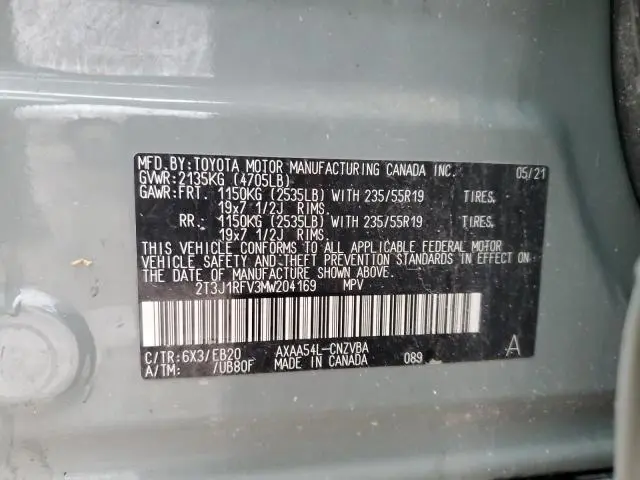 MFD. BY: TOYOTA MOTOR MANUFACTURING CANADA INC. 05/21
GVWR: 2135KG (4705LB)
GAWR: FRT. 1150KG (2535LB) WITH 235/55R19 TIRES,
19x7 1/2J RIMS.
RR: 1150KG (2535LB) WITH 235/55R19 TIRES,
19x7 1/2J RIMS.
THIS VEHICLE CONFORMS TO ALL APPLICABLE FEDERAL MOTOR
VEHICLE SAFETY AND THEFT PREVENTION STANDARDS IN EFFECT ON
THE DATE OF MANUFACTURE SHOWN ABOVE.
2T3J1RFV3MW204169 MPV
C/TR: 6X3/EB20 AXAA54L-CNZVBA
A/TM: /UB80F MADE IN CANADA 089 A